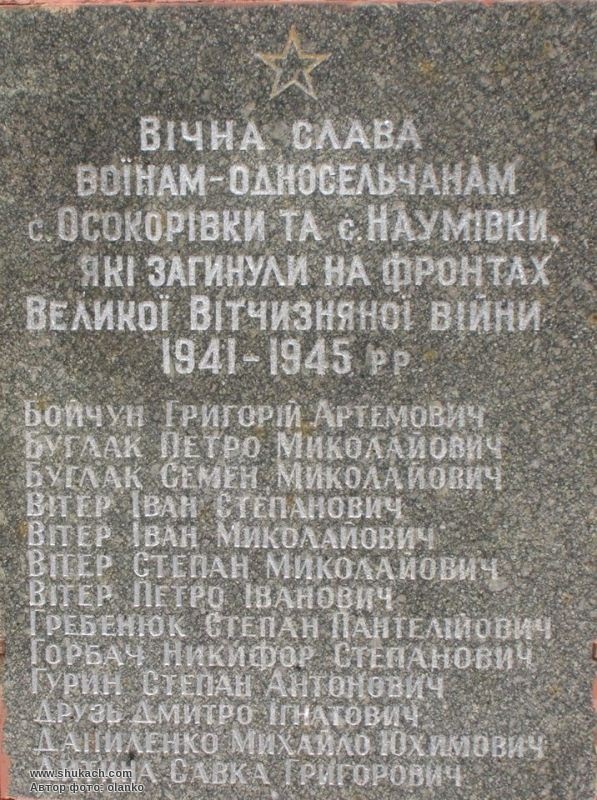 ВІЧНА СЛАВА
ВОЇНАМ-ОДНОСЕЛЬЧАНАМ
с. ОСОКОРІВКИ ТА с. НАУМІВКИ,
ЯКІ ЗАГИНУЛИ НА ФРОНТАХ
ВЕЛИКОЇ ВІТЧИЗНЯНОЇ ВІЙНИ
1941-1945 РР
БОЙЧУН ГРИГОРІЙ АРТЕМОВИЧ
БУГЛАК ПЕТРО МИКОЛАЙОВИЧ
БУГЛАК СЕМЕН МИКОЛАЙОВИЧ
ВІТЕР ІВАН СТЕПАНОВИЧ
ВІТЕР ІВАН МИКОЛАЙОВИЧ
ВІТЕР СТЕПАН МИКОЛАЙОВИЧ
ВІТЕР ПЕТРО ІВАНОВИЧ
ГРЕБЕНЮК СТЕПАН ПАНТЕЛІЙОВИЧ
ГОРБАЧ НИКИФОР СТЕПАНОВИЧ
ГУРИН СТЕПАН АНТОНОВИЧ
ДРУЗЬ ДМИТРО ІГНАТОВИЧ
ДАНИЛЕНКО МИХАЙЛО ЮХИМОВИЧ
САВКА ГРИГОРОВИЧ
www.shukach.com
Автор фото: olanko